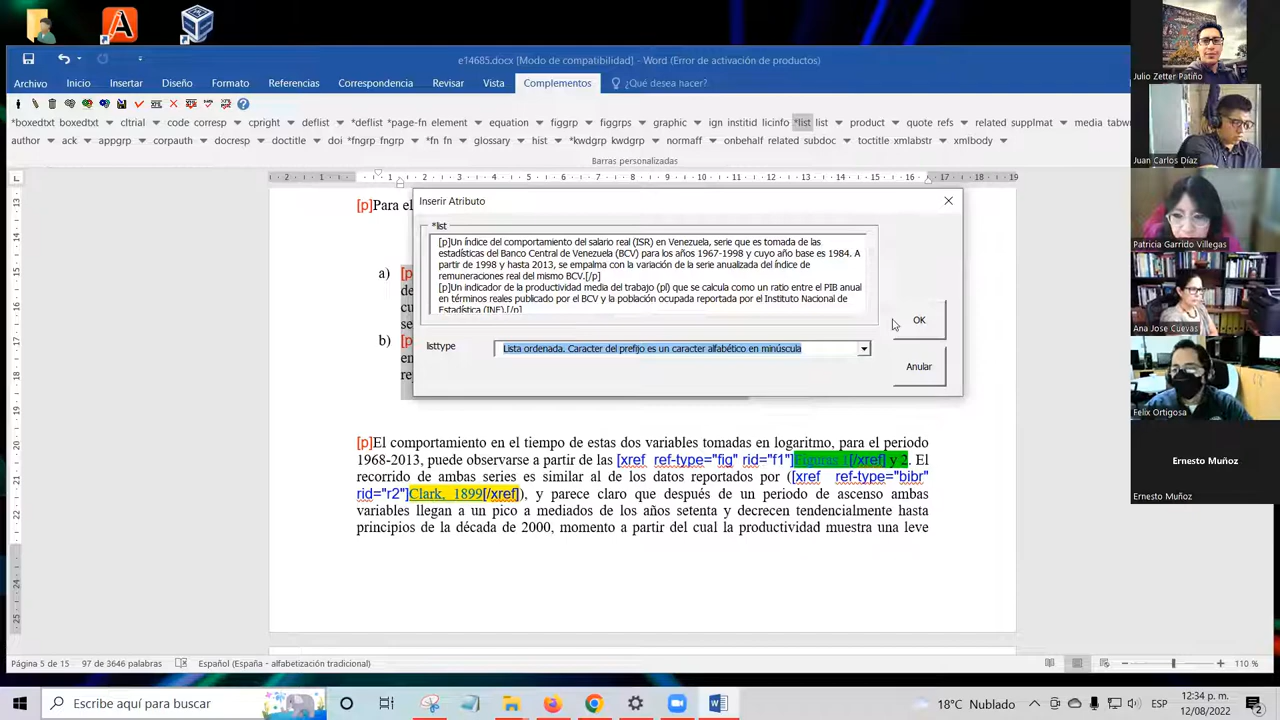 e14685.docx [Modo de compatibilidad] - Word (Error de activación de productos)
Archivo Inicio Insertar Diseño Formato Referencias Correspondencia Revisar Vista Complementos ¿Qué desea hacer?
*boxedtxt boxedtxt cltrial code corresp cpright deflist *deflist *page-fn element equation figgrp figgrps graphic ign institid licinfo *list list product quote refs related supplmat media tabw
author ack appgrp corpauth docresp doctitle doi *fngrp fngrp *fn fn glossary hist *kwdgrp kwdgrp normaff onbehalf related subdoc toctitle xmlabstr xmlbody
Barras personalizadas
[p]Para el
Inserir Atributo
*list
[p]Un índice del comportamiento del salario real (ISR) en Venezuela, serie que es tomada de las
estadísticas del Banco Central de Venezuela (BCV) para los años 1967-1998 y cuyo año base es 1984. A
partir de 1998 y hasta 2013, se empalma con la variación de la serie anualizada del índice de
remuneraciones real del mismo BCV.[/p]
[p]Un indicador de la productividad media del trabajo (pl) que se calcula como un ratio entre el PIB anual
en términos reales publicado por el BCV y la población ocupada reportada por el Instituto Nacional de
Estadística (INE).[/p]
OK
listtype
Lista ordenada. Caracter del prefijo es un caracter alfabético en minúscula
Anular
a) [p
de
cu
se
b) [p
en
re
[p]El comportamiento en el tiempo de estas dos variables tomadas en logaritmo, para el periodo
1968-2013, puede observarse a partir de las [xref ref-type="fig" rid="f1"]Figuras 1[/xref] y 2. El
recorrido de ambas series es similar al de los datos reportados por ([xref ref-type="bibr"
rid="r2"]Clark, 1899[/xref]), y parece claro que después de un periodo de ascenso ambas
variables llegan a un pico a mediados de los años setenta y decrecen tendencialmente hasta
principios de la década de 2000, momento a partir del cual la productividad muestra una leve
Página 5 de 15 97 de 3646 palabras Español (España - alfabetización tradicional) 110 %
Escribe aquí para buscar
18°C Nublado
ESP
12:34 p. m.
12/08/2022
2
Julio Zetter Patiño
Juan Carlos Díaz
Patricia Garrido Villegas
Ana Jose Cuevas
Felix Ortigosa
Ernesto Muñoz
Ernesto Muñoz